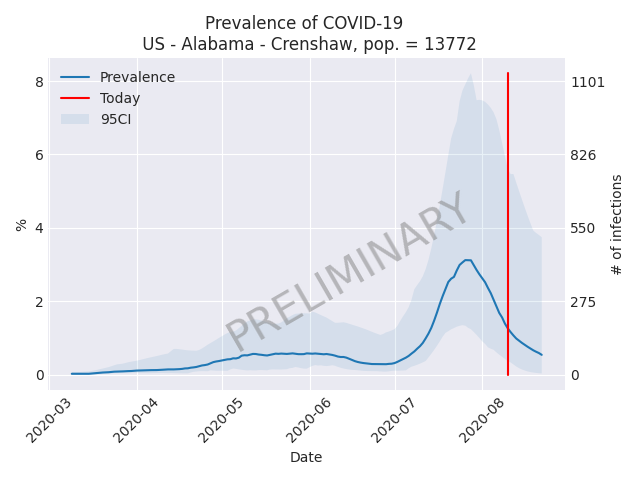 Prevalence of COVID-19
US - Alabama - Crenshaw, pop. = 13772
Prevalence
Today
95CI
8
6
4
2
0
%
1101
826
550
275
0
# of infections
PRELIMINARY
2020-03
2020-04
2020-05
2020-06
2020-07
2020-08
Date